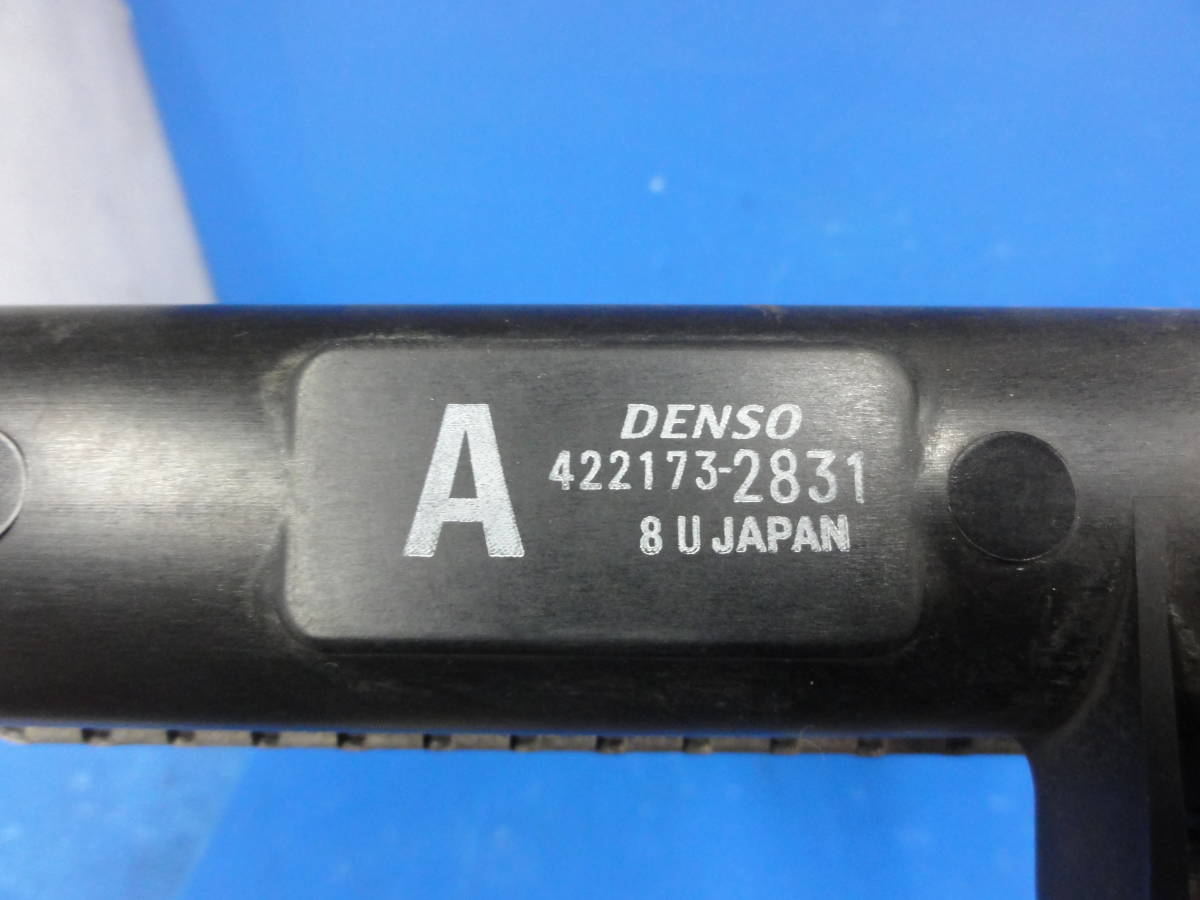 A
DENSO
422173-2831
8 U JAPAN